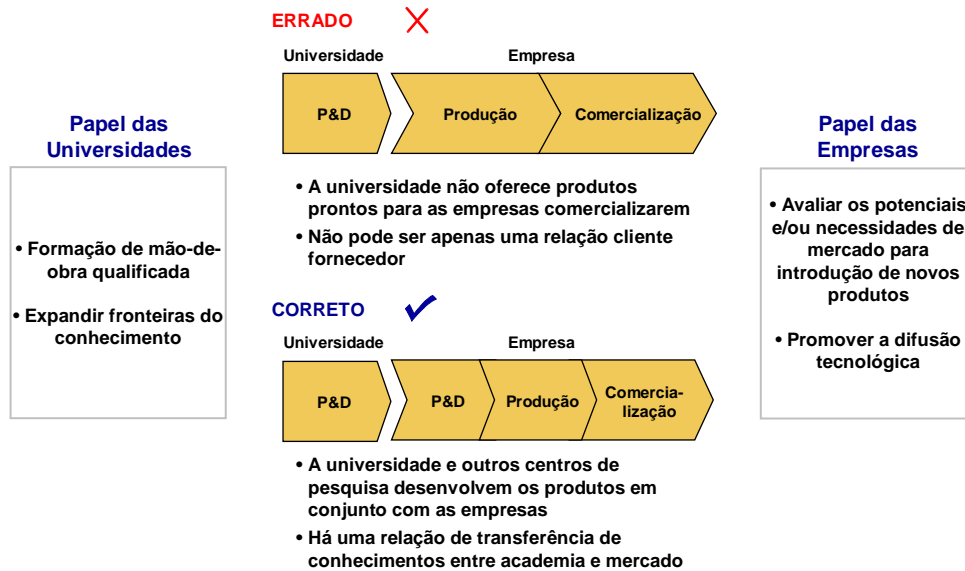 Papel das
Universidades
• Formação de mão-de-
obra qualificada
• Expandir fronteiras do
conhecimento
ERRADO
Universidade
Empresa
P&D
Produção
Comercialização
• A universidade não oferece produtos
prontos para as empresas comercializarem
• Não pode ser apenas uma relação cliente
fornecedor
CORRETO
Universidade
Empresa
P&D
P&D
Produção
Comercia-
lização
• A universidade e outros centros de
pesquisa desenvolvem os produtos em
conjunto com as empresas
• Há uma relação de transferência de
conhecimentos entre academia e mercado
Papel das
Empresas
• Avaliar os potenciais
e/ou necessidades de
mercado para
introdução de novos
produtos
• Promover a difusão
tecnológica